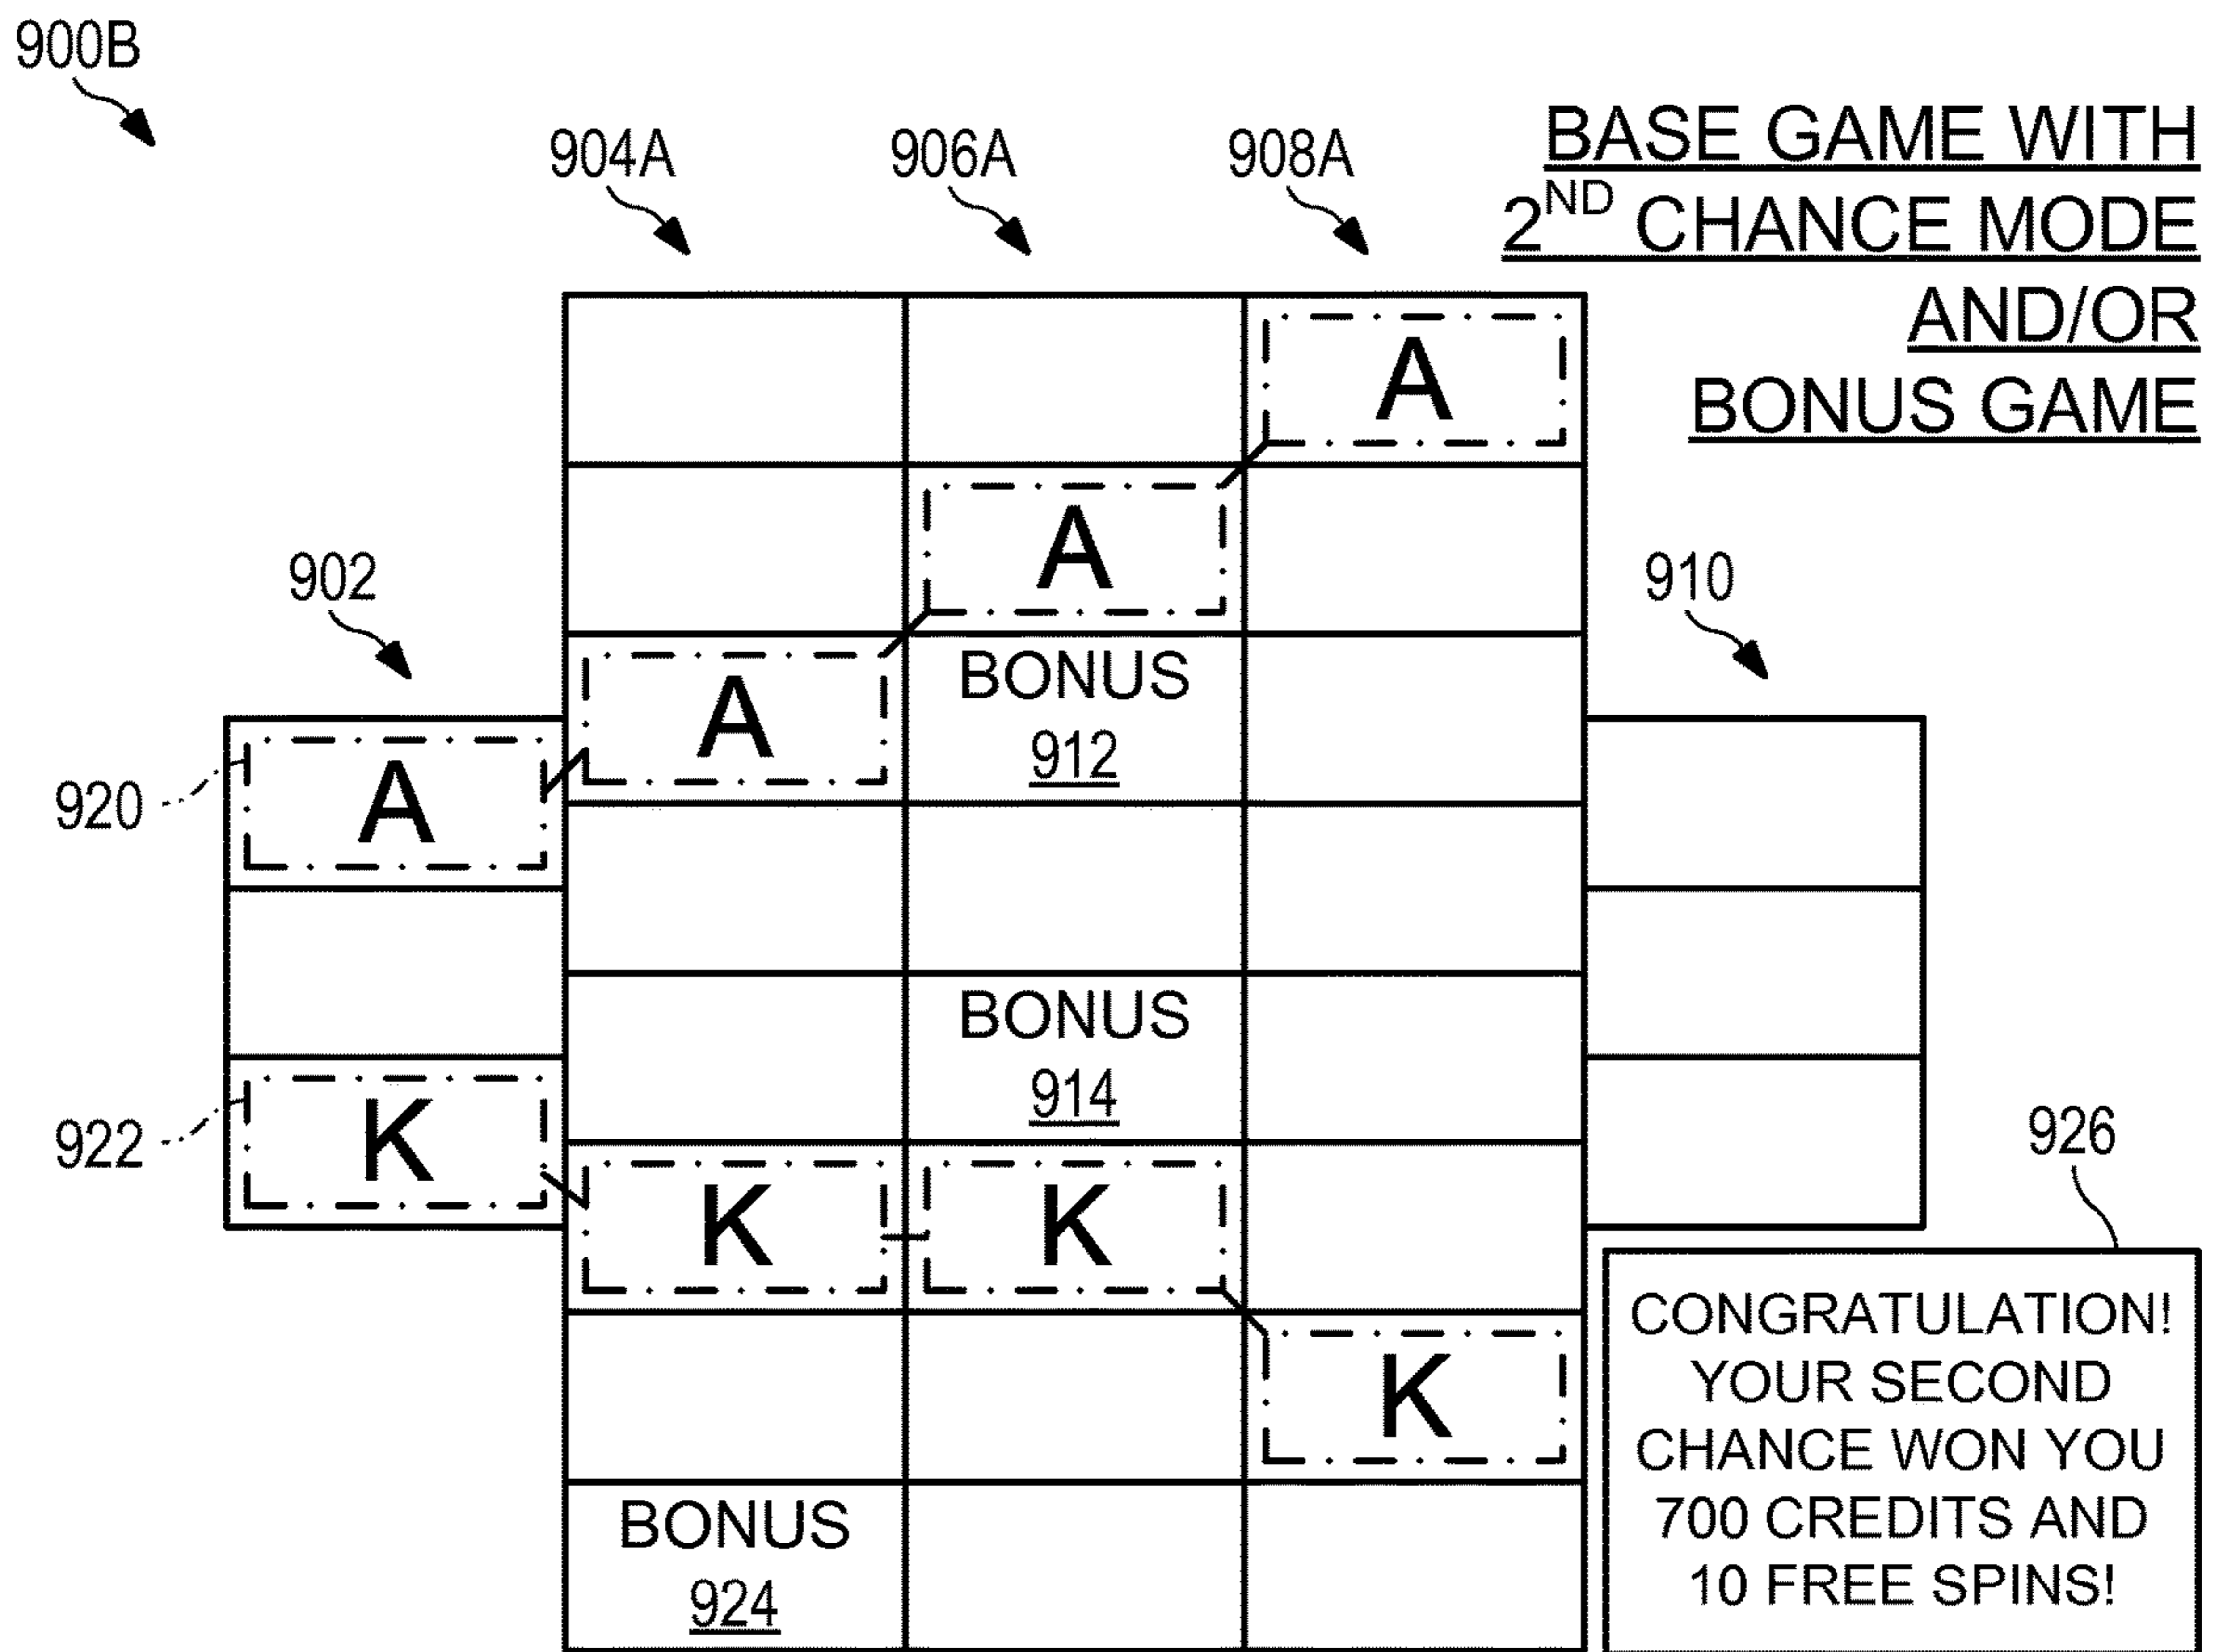 900B
904A
906A
908A
BASE GAME WITH
2ND CHANCE MODE
AND/OR
BONUS GAME
A
A
902
910
A
BONUS
912
920
A
BONUS
914
922
K
K
K
926
K
CONGRATULATION!
YOUR SECOND
CHANCE WON YOU
700 CREDITS AND
10 FREE SPINS!
BONUS
924